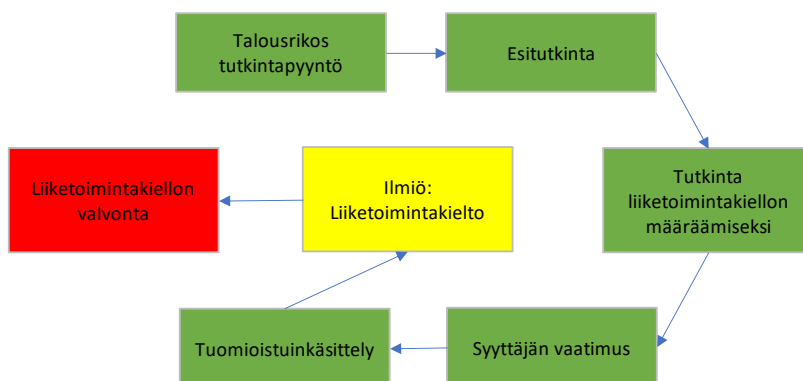 Talousrikos
tutkintapyyntö
Esitutkinta
Liiketoimintakiellon
valvonta
Ilmiö:
Liiketoimintakielto
Tutkinta
liiketoimintakiellon
määräämiseksi
Tuomioistuinkäsittely
Syyttäjän vaatimus